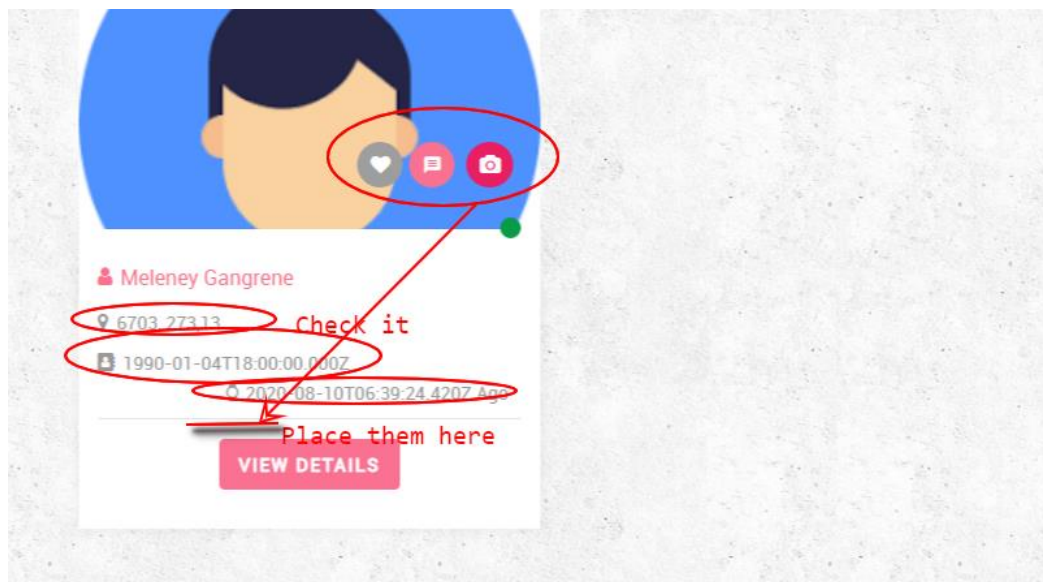 Meleney Gangrene
6703, 273,13
Check it
1990-01-04T18:00:00.000Z
2020-08-10T06:39:24.420Z Ago
Place them here
VIEW DETAILS